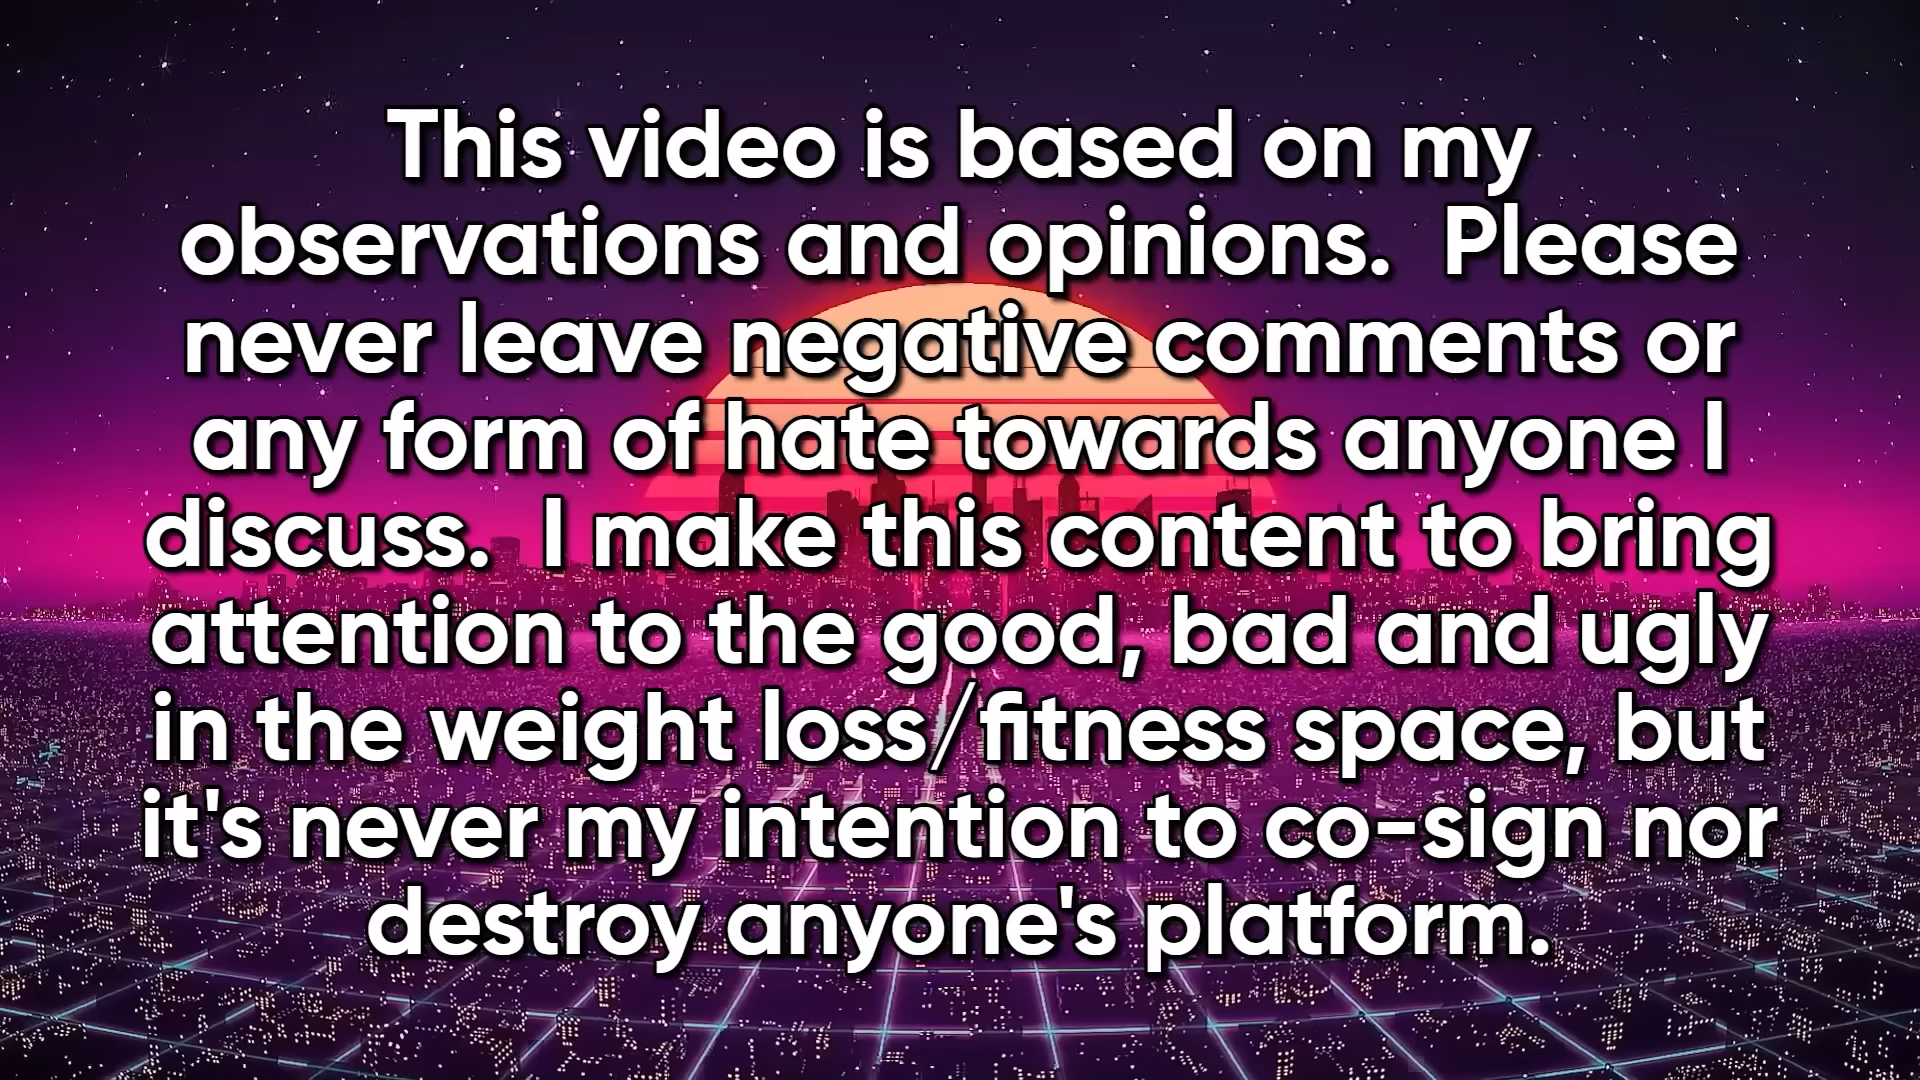 This video is based on my
observations and opinions.  Please
never leave negative comments or
any form of hate towards anyone I
discuss.  I make this content to bring
attention to the good, bad and ugly
in the weight loss/fitness space, but
it's never my intention to co-sign nor
destroy anyone's platform.